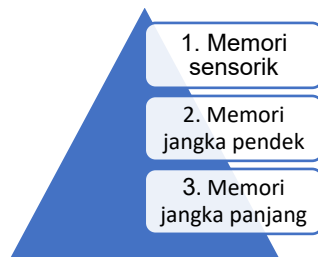 1. Memori
sensorik
2. Memori
jangka pendek
3. Memori
jangka panjang